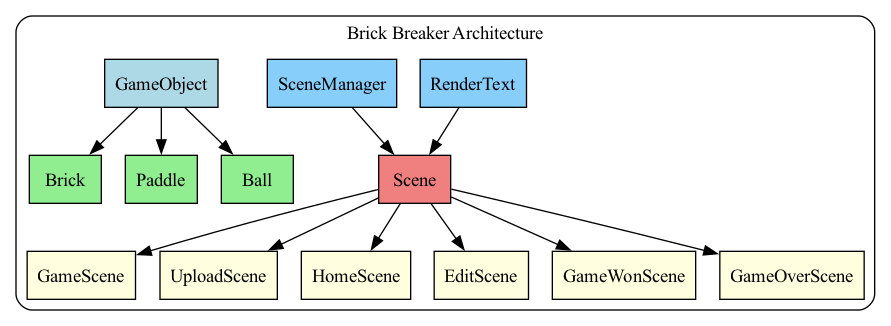 Brick Breaker Architecture
GameObject
SceneManager
RenderText
Brick
Paddle
Ball
Scene
GameScene
UploadScene
HomeScene
EditScene
GameWonScene
GameOverScene